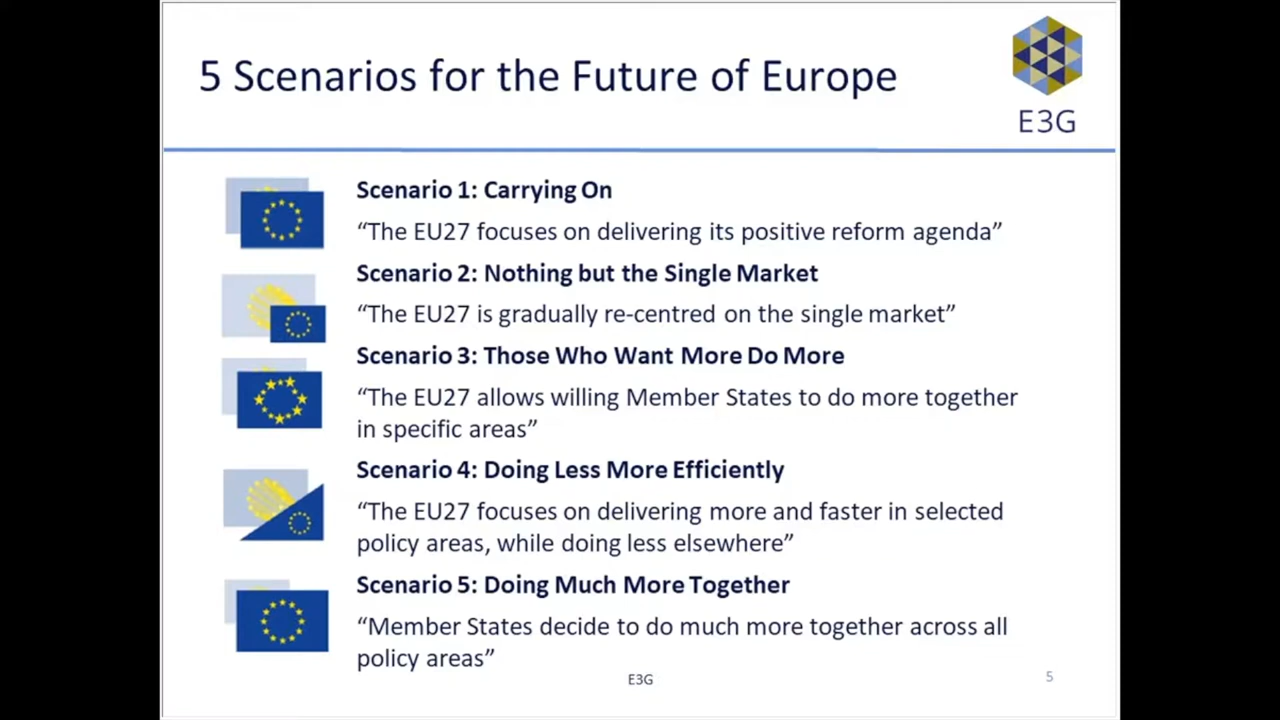 5 Scenarios for the Future of Europe
E3G
Scenario 1: Carrying On
“The EU27 focuses on delivering its positive reform agenda”
Scenario 2: Nothing but the Single Market
“The EU27 is gradually re-centred on the single market”
Scenario 3: Those Who Want More Do More
“The EU27 allows willing Member States to do more together
in specific areas”
Scenario 4: Doing Less More Efficiently
“The EU27 focuses on delivering more and faster in selected
policy areas, while doing less elsewhere”
Scenario 5: Doing Much More Together
“Member States decide to do much more together across all
policy areas”
E3G
5